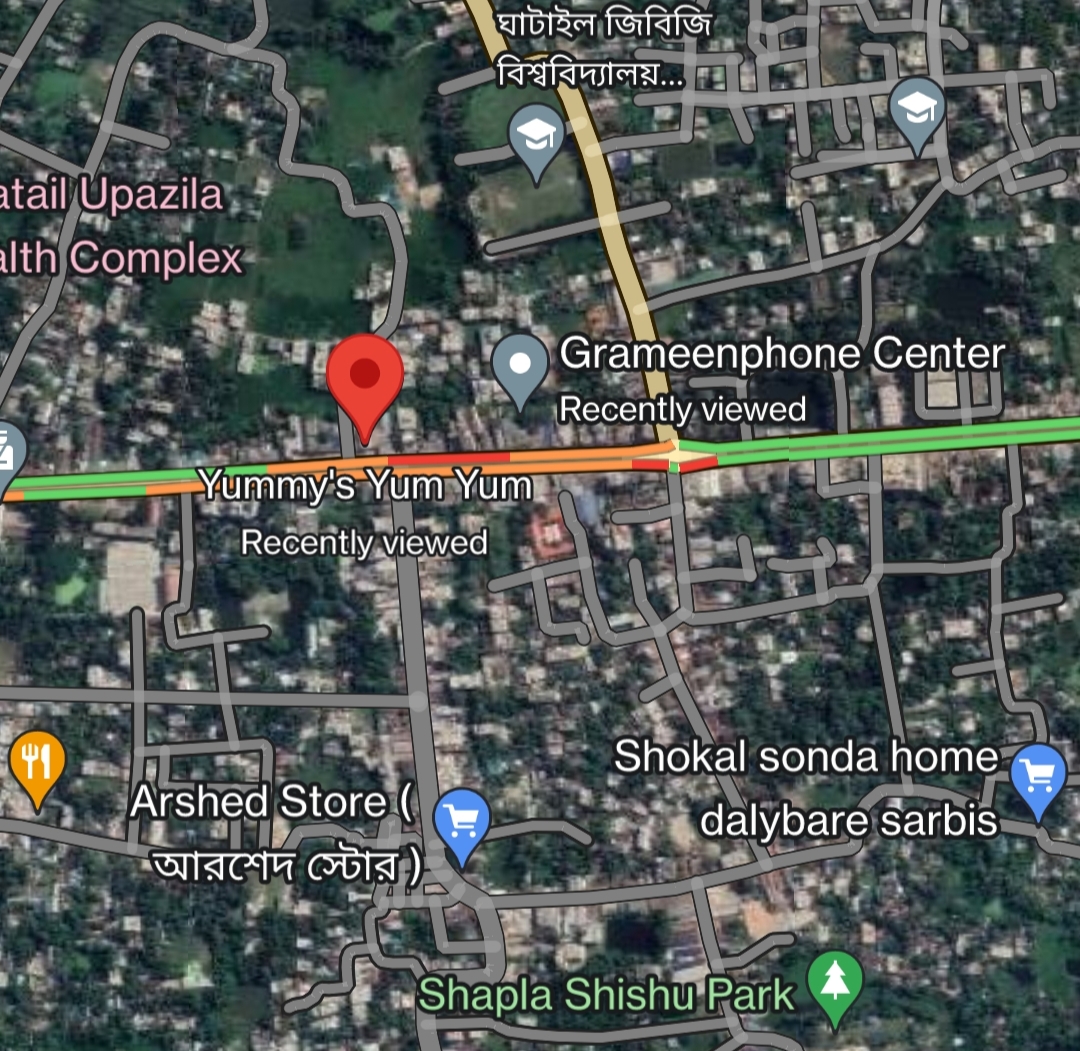 ঘাটাইল জিবিজি
বিশ্ববিদ্যালয়...
atail Upazila
alth Complex
Grameenphone Center
Recently viewed
Yummy's Yum Yum
Recently viewed
Shokal sonda home
dalybare sarbis
Arshed Store (
আরশেদ স্টোর )
Shapla Shishu Park